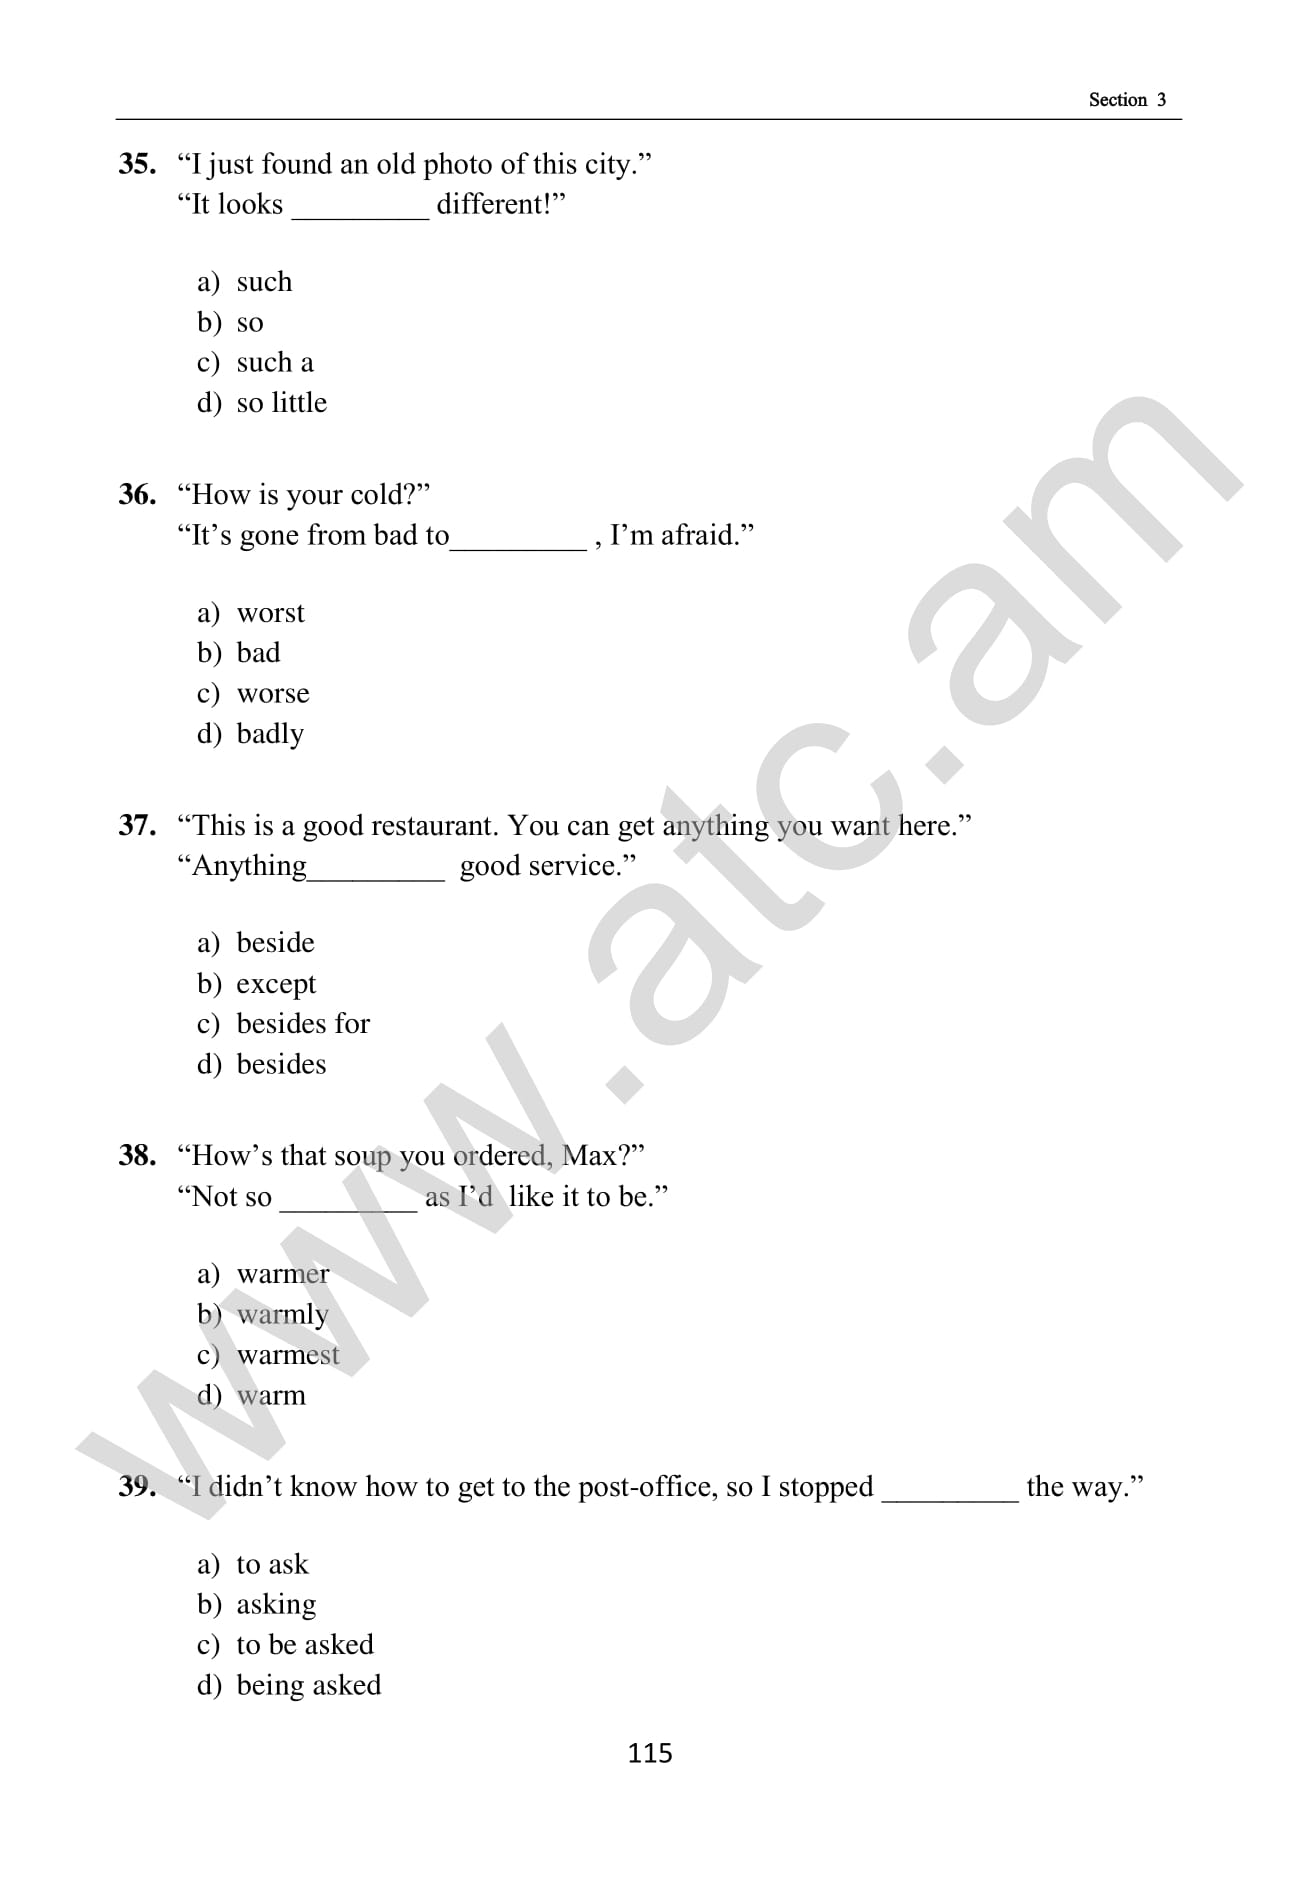 Section 3
35. “I just found an old photo of this city.”
“It looks _________ different!”
a) such
b) so
c) such a
d) so little
36. “How is your cold?”
“It’s gone from bad to_________ , I’m afraid.”
a) worst
b) bad
c) worse
d) badly
37. “This is a good restaurant. You can get anything you want here.”
“Anything_________ good service.”
a) beside
b) except
c) besides for
d) besides
38. “How’s that soup you ordered, Max?”
“Not so _________ as I’d like it to be.”
a) warmer
b) warmly
c) warmest
d) warm
39. “I didn’t know how to get to the post-office, so I stopped _________ the way.”
a) to ask
b) asking
c) to be asked
d) being asked
115
www.atc.am